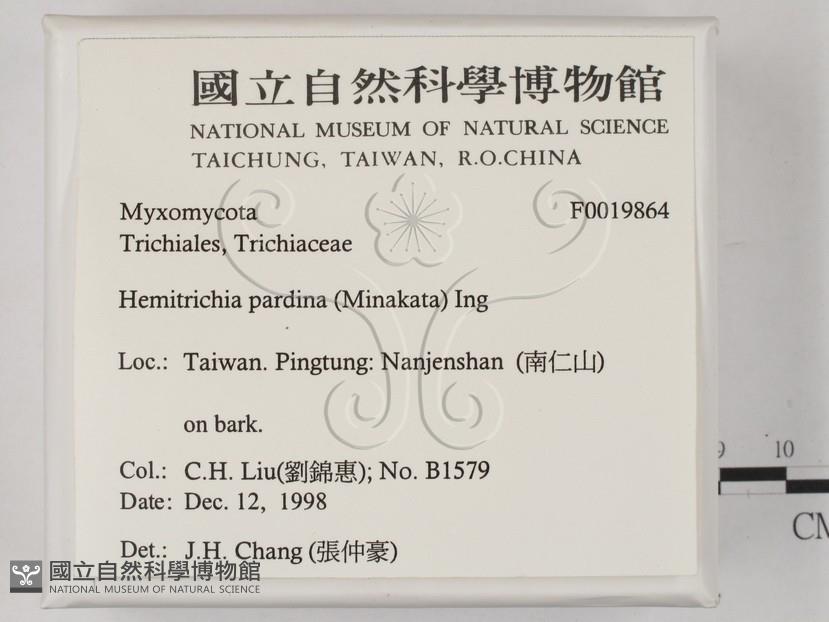 國立自然科學博物館
NATIONAL MUSEUM OF NATURAL SCIENCE
TAICHUNG, TAIWAN, R.O.CHINA
Myxomycota F0019864
Trichiales, Trichiaceae
Hemitrichia pardina (Minakata) Ing
Loc.: Taiwan. Pingtung: Nanjenshan (南仁山)
on bark.
Col.: C.H. Liu(劉錦惠); No. B1579
Date: Dec. 12, 1998
Det.: J.H. Chang (張仲豪)
國立自然科學博物館
NATIONAL MUSEUM OF NATURAL SCIENCE
9 10
CM